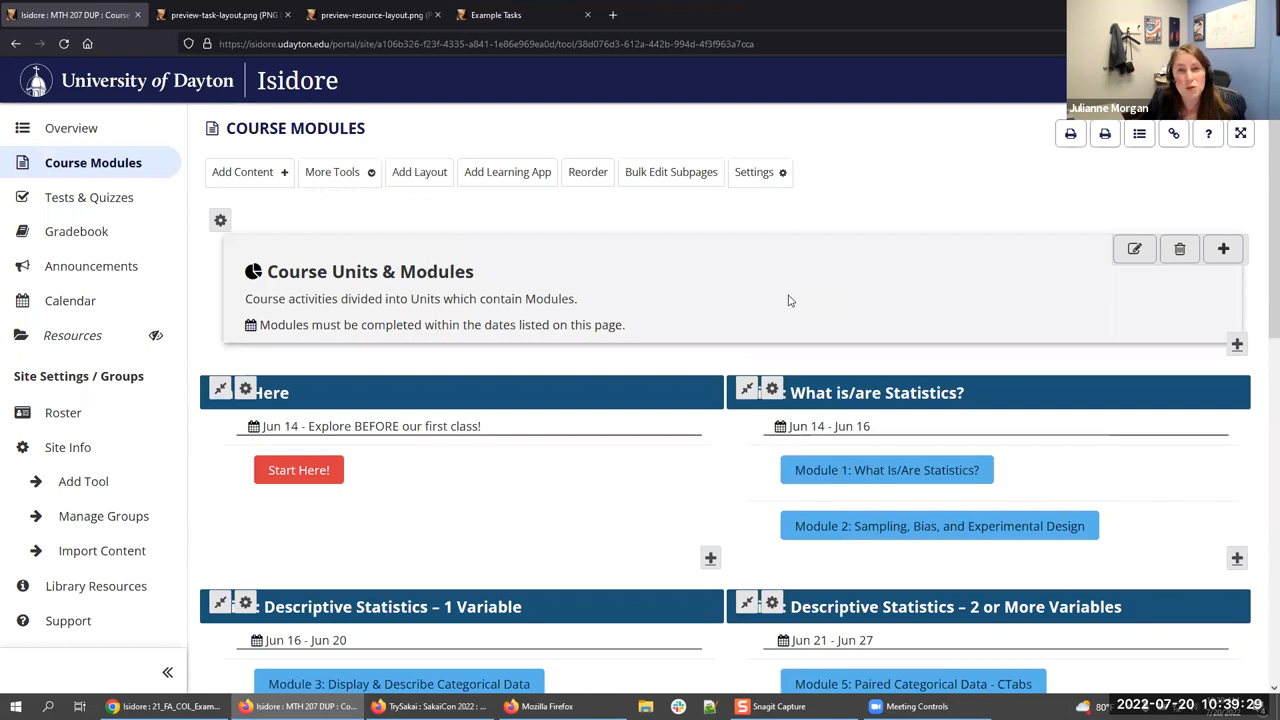 Isidore : MTH 207 DUP : Course
preview-task-layout.png (PNG
preview-resource-layout.png (P
Example Tasks
https://isidore.udayton.edu/portal/site/a106b326-f23f-4335-a841-1e86e969ea0d/tool/38d076d3-612a-442b-994d-4f3f963a7cca
Julianne Morgan
University of Dayton
Isidore
Overview
Course Modules
Tests & Quizzes
Gradebook
Announcements
Calendar
Resources
Site Settings / Groups
Roster
Site Info
Add Tool
Manage Groups
Import Content
Library Resources
Support
COURSE MODULES
Add Content
More Tools
Add Layout
Add Learning App
Reorder
Bulk Edit Subpages
Settings
Course Units & Modules
Course activities divided into Units which contain Modules.
Modules must be completed within the dates listed on this page.
Here
Jun 14 - Explore BEFORE our first class!
Start Here!
: What is/are Statistics?
Jun 14 - Jun 16
Module 1: What Is/Are Statistics?
Module 2: Sampling, Bias, and Experimental Design
: Descriptive Statistics – 1 Variable
Jun 16 - Jun 20
Module 3: Display & Describe Categorical Data
: Descriptive Statistics – 2 or More Variables
Jun 21 - Jun 27
Module 5: Paired Categorical Data - CTabs
Isidore : 21_FA_COL_Exam...
Isidore : MTH 207 DUP : Co...
TrySakai : SakaiCon 2022 : ...
Mozilla Firefox
Snagit Capture
Meeting Controls
80°
2022-07-20 10:39:29